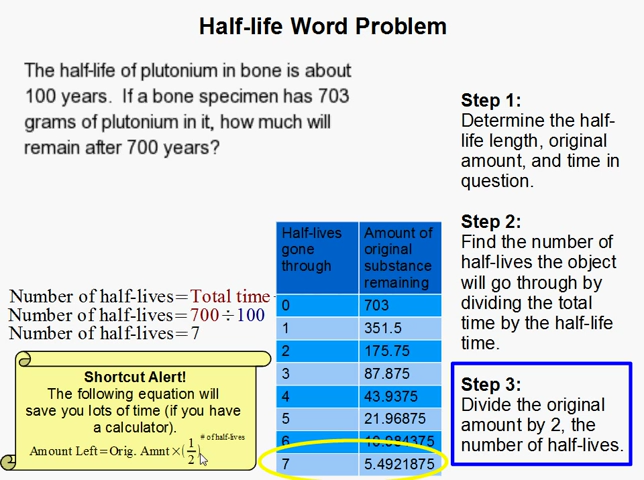 Half-life Word Problem
The half-life of plutonium in bone is about
100 years. If a bone specimen has 703
grams of plutonium in it, how much will
remain after 700 years?
Step 1:
Determine the half-
life length, original
amount, and time in
question.
Step 2:
Find the number of
half-lives the object
will go through by
dividing the total
time by the half-life
time.
Step 3:
Divide the original
amount by 2, the
number of half-lives.
Number of half-lives=Total time
Number of half-lives=700÷100
Number of half-lives=7
Shortcut Alert!
The following equation will
save you lots of time (if you have
a calculator).
Amount Left=Orig. Amnt×(1/2) # of half-lives
Half-lives gone through Amount of original substance remaining
0 703
1 351.5
2 175.75
3 87.875
4 43.9375
5 21.96875
6 10.984375
7 5.4921875